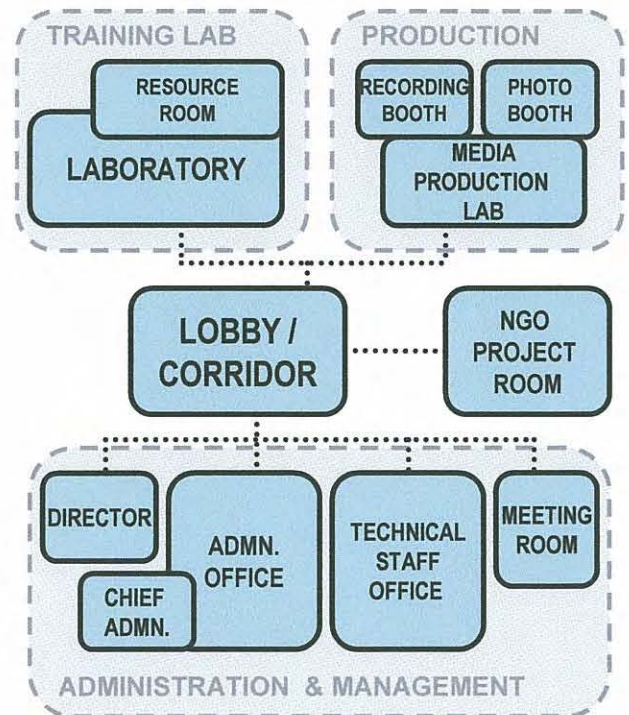 TRAINING LAB
RESOURCE
ROOM
LABORATORY
PRODUCTION
RECORDING
BOOTH
PHOTO
BOOTH
MEDIA
PRODUCTION
LAB
LOBBY /
CORRIDOR
NGO
PROJECT
ROOM
DIRECTOR
ADMN.
OFFICE
CHIEF
ADMN.
TECHNICAL
STAFF
OFFICE
MEETING
ROOM
ADMINISTRATION & MANAGEMENT